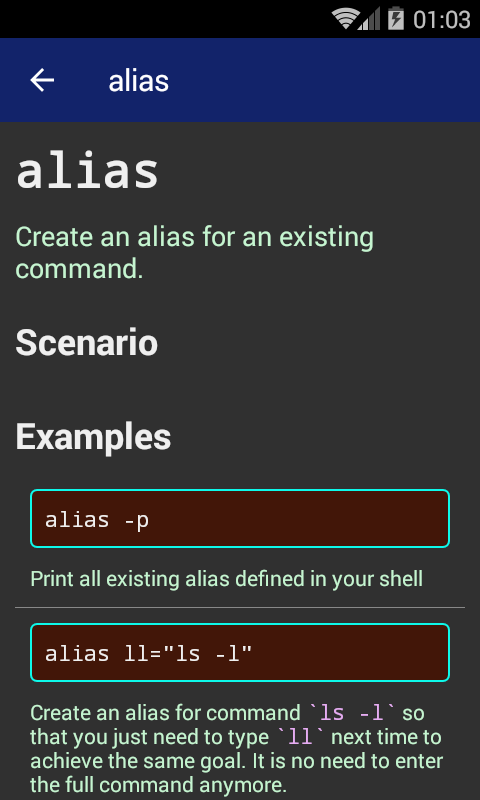 01:03
alias
alias
Create an alias for an existing
command.
Scenario
Examples
alias -p
Print all existing alias defined in your shell
alias ll="ls -l"
Create an alias for command `ls -l` so
that you just need to type `ll` next time to
achieve the same goal. It is no need to enter
the full command anymore.